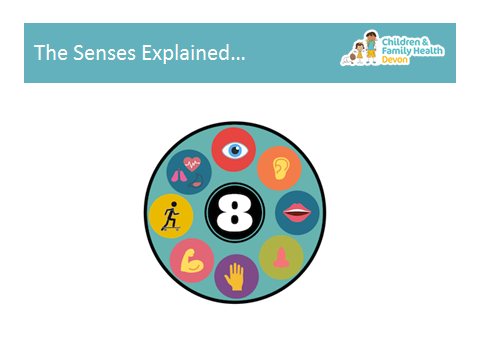 The Senses Explained...
Children &
Family Health
Devon
8